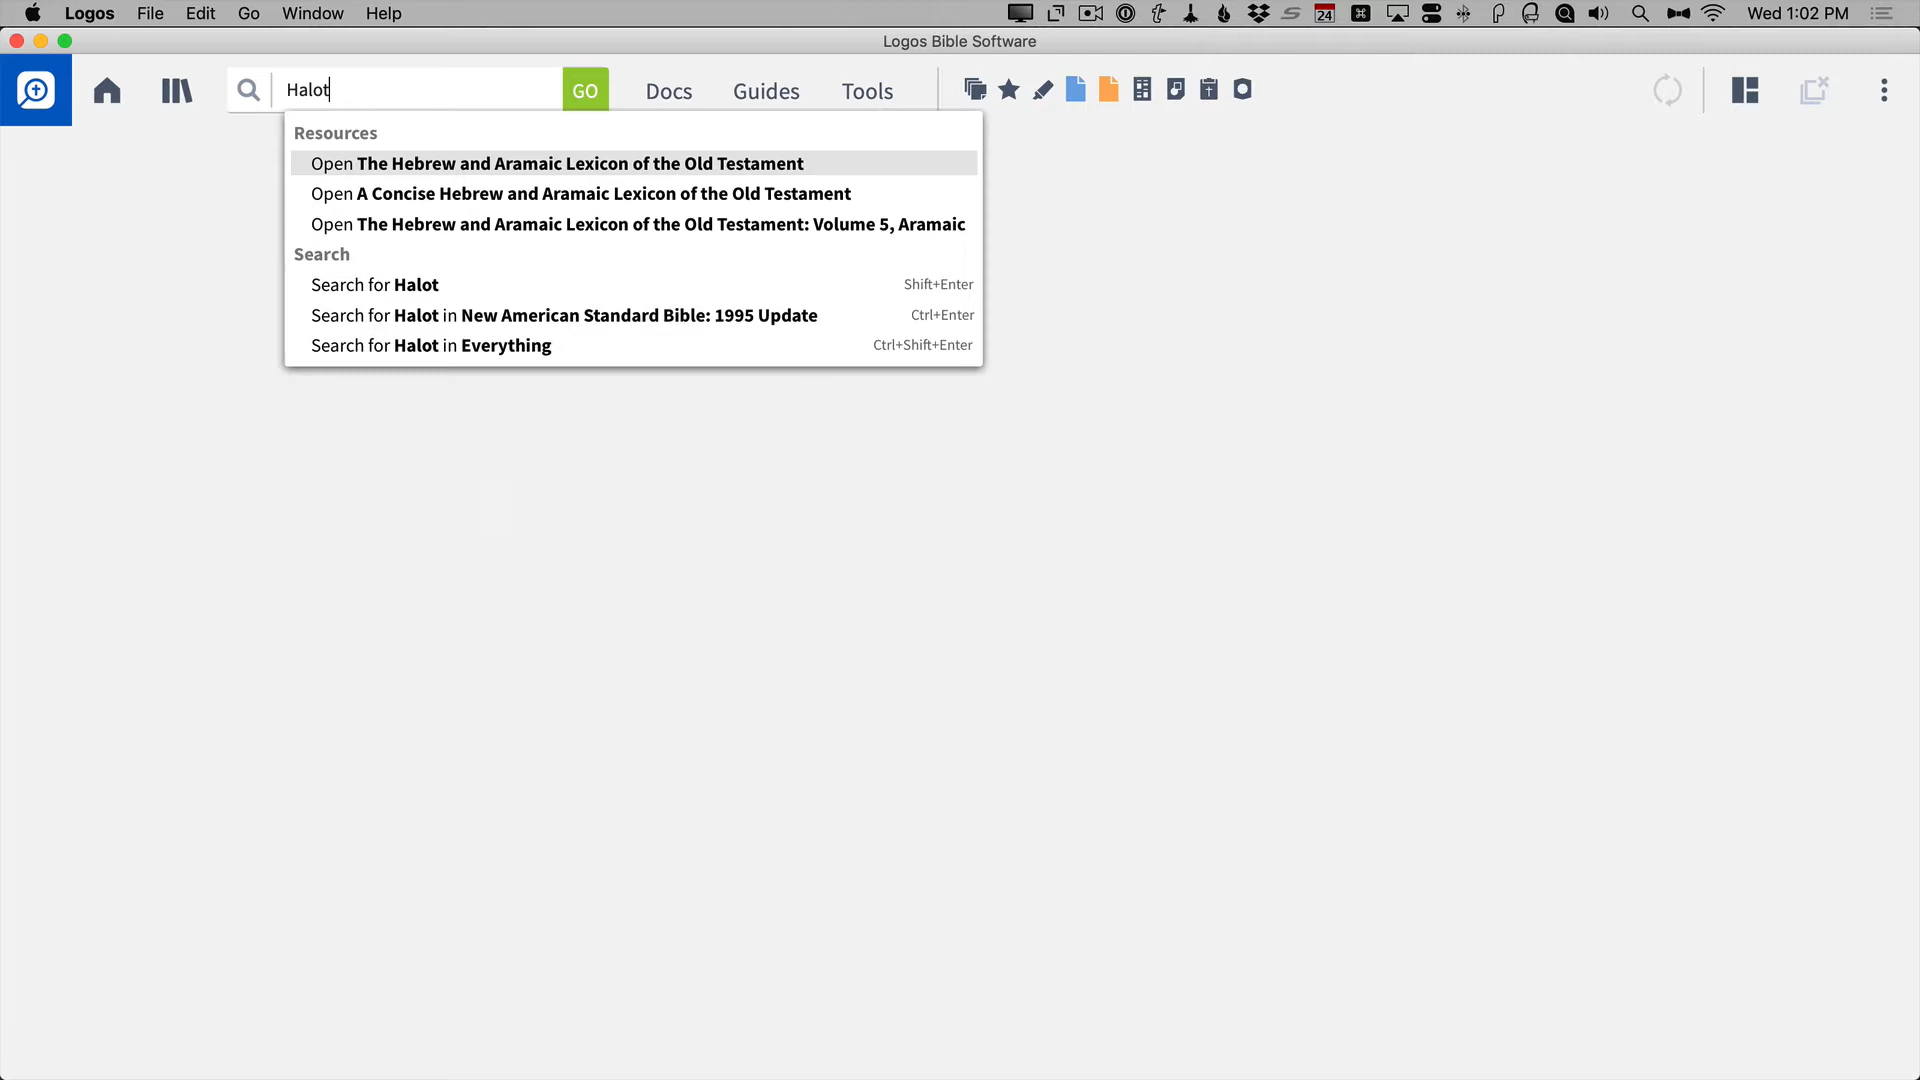 Logos File Edit Go Window Help 24 Wed 1:02 PM
Logos Bible Software
Halot GO Docs Guides Tools
Resources
Open The Hebrew and Aramaic Lexicon of the Old Testament
Open A Concise Hebrew and Aramaic Lexicon of the Old Testament
Open The Hebrew and Aramaic Lexicon of the Old Testament: Volume 5, Aramaic
Search
Search for Halot Shift+Enter
Search for Halot in New American Standard Bible: 1995 Update Ctrl+Enter
Search for Halot in Everything Ctrl+Shift+Enter